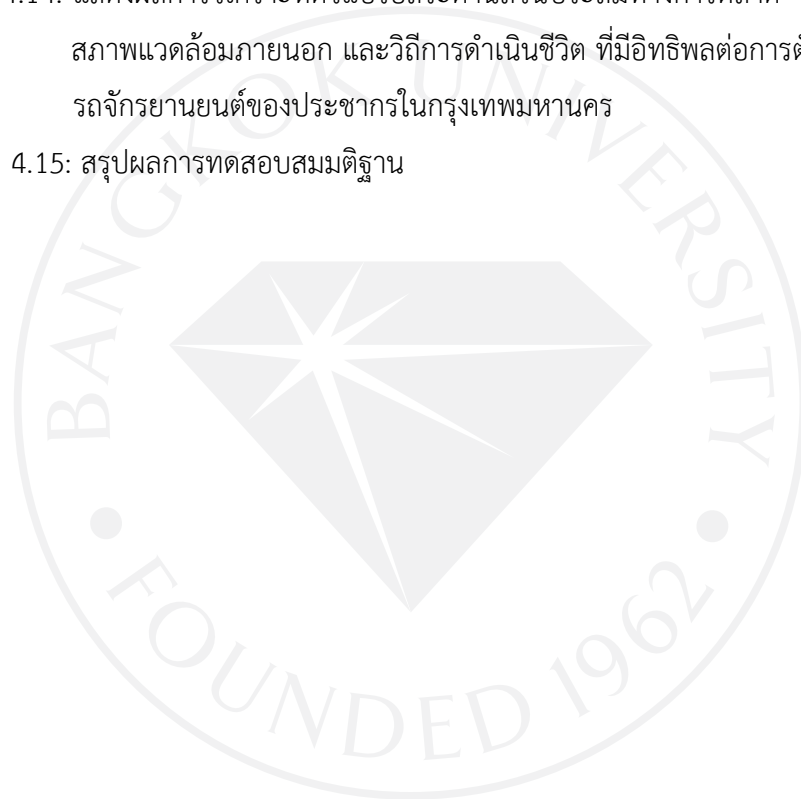 สภาพแวดล้อมภายนอก และวิถีการดำเนินชีวิต ที่มีอิทธิพลต่อการตั
รถจักรยานยนต์ของประชากรในกรุงเทพมหานคร
4.15: สรุปผลการทดสอบสมมติฐาน
BANGKOK UNIVERSITY
FOUNDED 1962